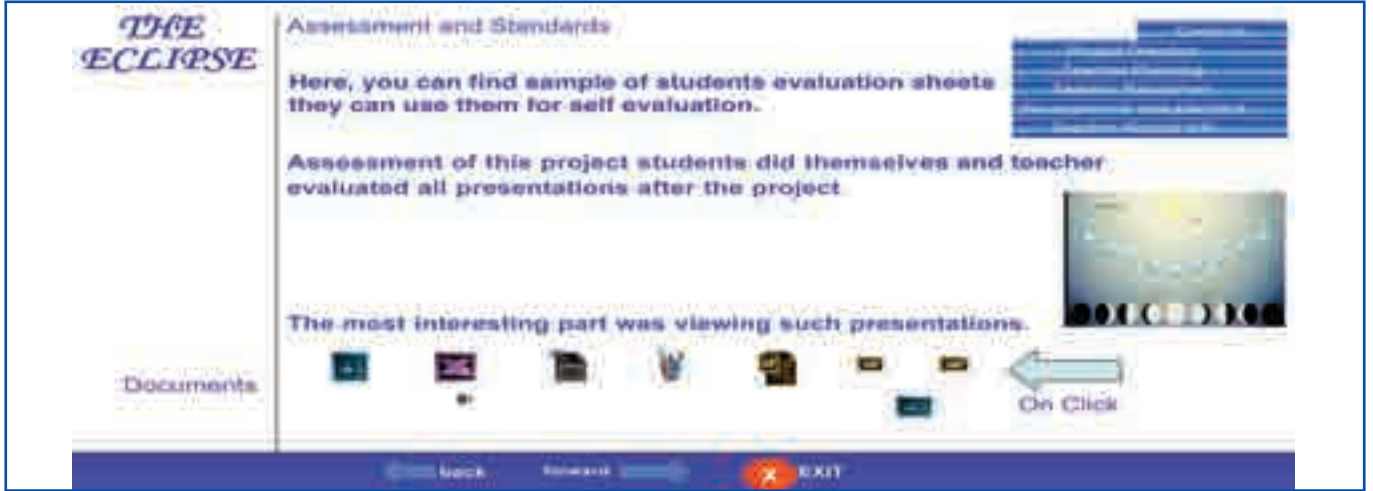 THE
ECLIPSE
Assessment and Standards
Here, you can find sample of students evaluation sheets
they can use them for self evaluation.
Assessment of this project students did themselves and teacher
evaluated all presentations after the project
The most interesting part was viewing such presentations.
Documents
On Click
back
forward
EXIT